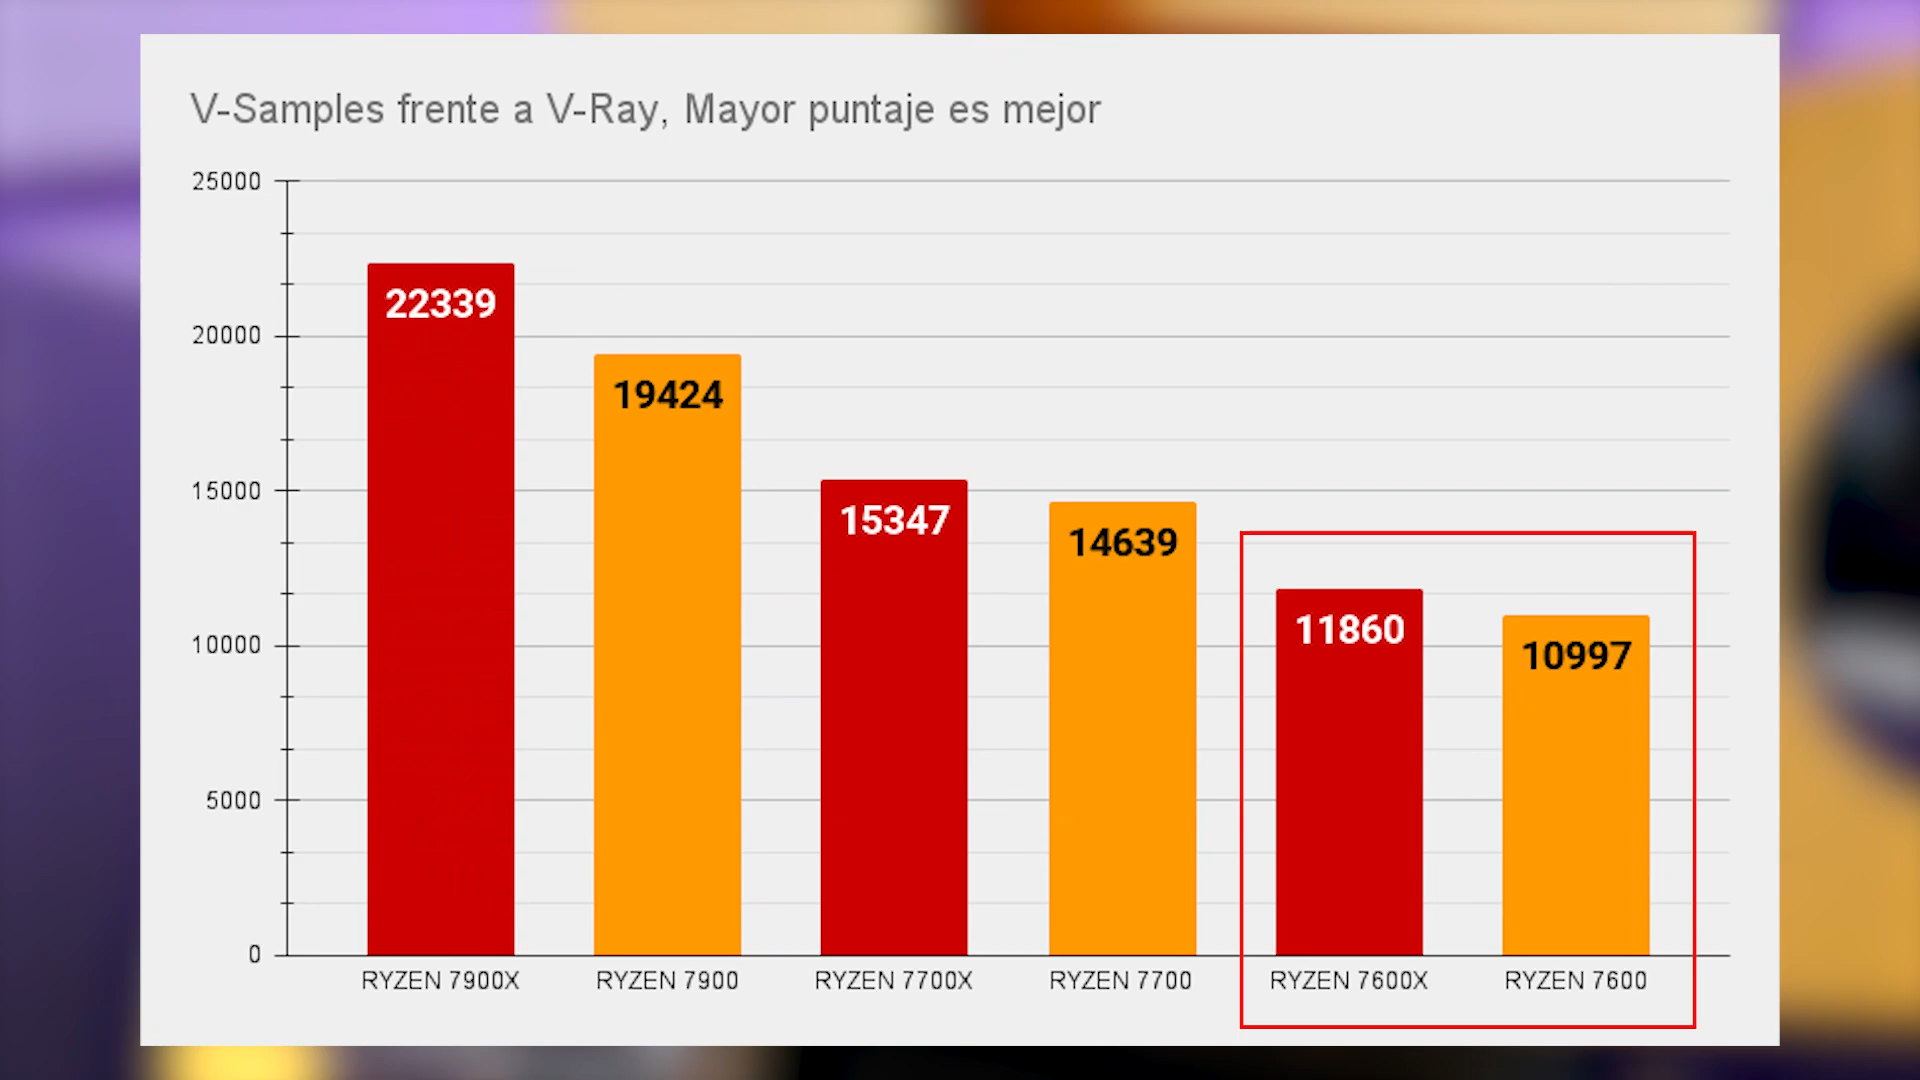 V-Samples frente a V-Ray, Mayor puntaje es mejor
25000
20000
15000
10000
5000
0
22339
19424
15347
14639
11860
10997
RYZEN 7900X
RYZEN 7900
RYZEN 7700X
RYZEN 7700
RYZEN 7600X
RYZEN 7600